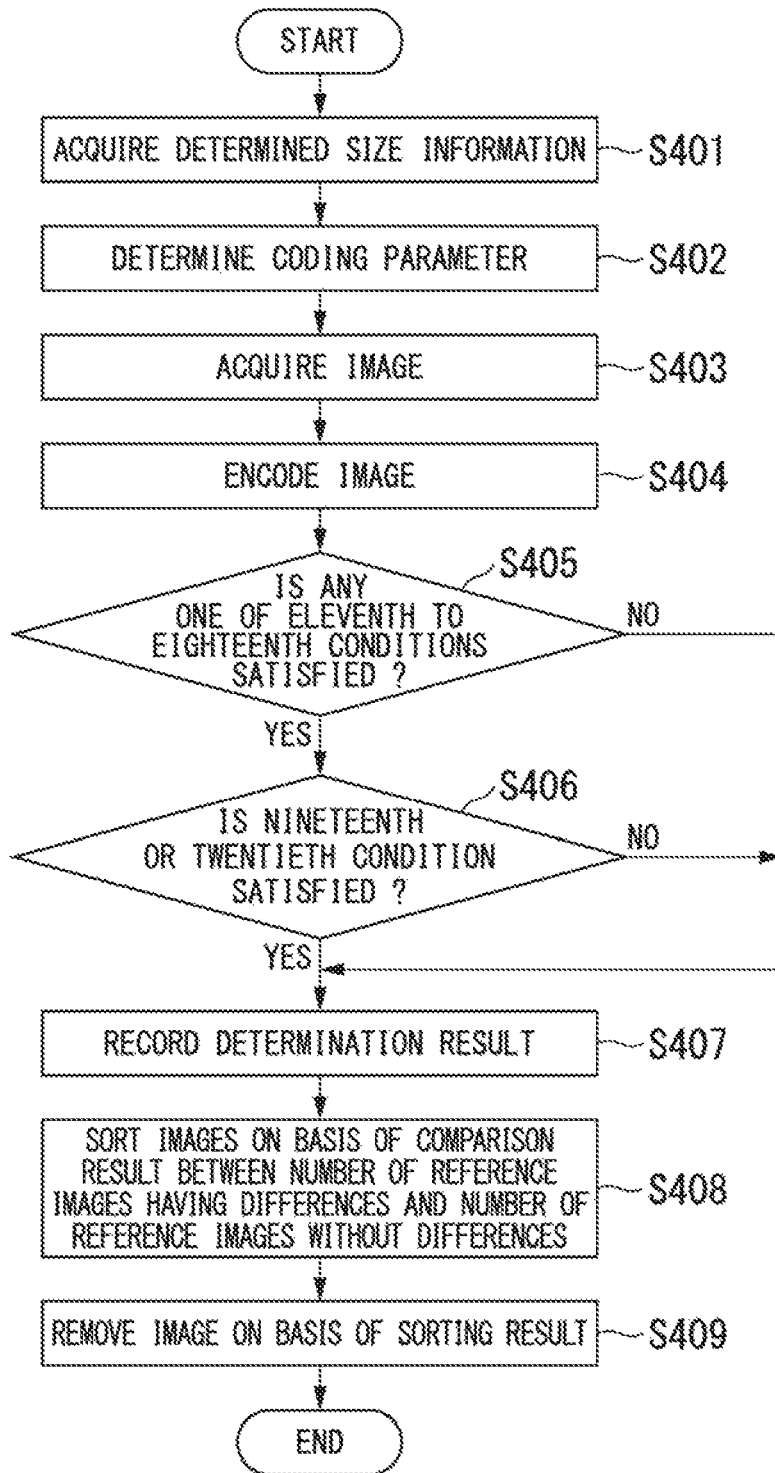 START
ACQUIRE DETERMINED SIZE INFORMATION
S401
DETERMINE CODING PARAMETER
S402
ACQUIRE IMAGE
S403
ENCODE IMAGE
S404
S405
IS ANY
ONE OF ELEVENTH TO
EIGHTEENTH CONDITIONS
SATISFIED ?
NO
YES
S406
IS NINETEENTH
OR TWENTIETH CONDITION
SATISFIED ?
NO
YES
RECORD DETERMINATION RESULT
S407
SORT IMAGES ON BASIS OF COMPARISON
RESULT BETWEEN NUMBER OF REFERENCE
IMAGES HAVING DIFFERENCES AND NUMBER OF
REFERENCE IMAGES WITHOUT DIFFERENCES
S408
REMOVE IMAGE ON BASIS OF SORTING RESULT
S409
END